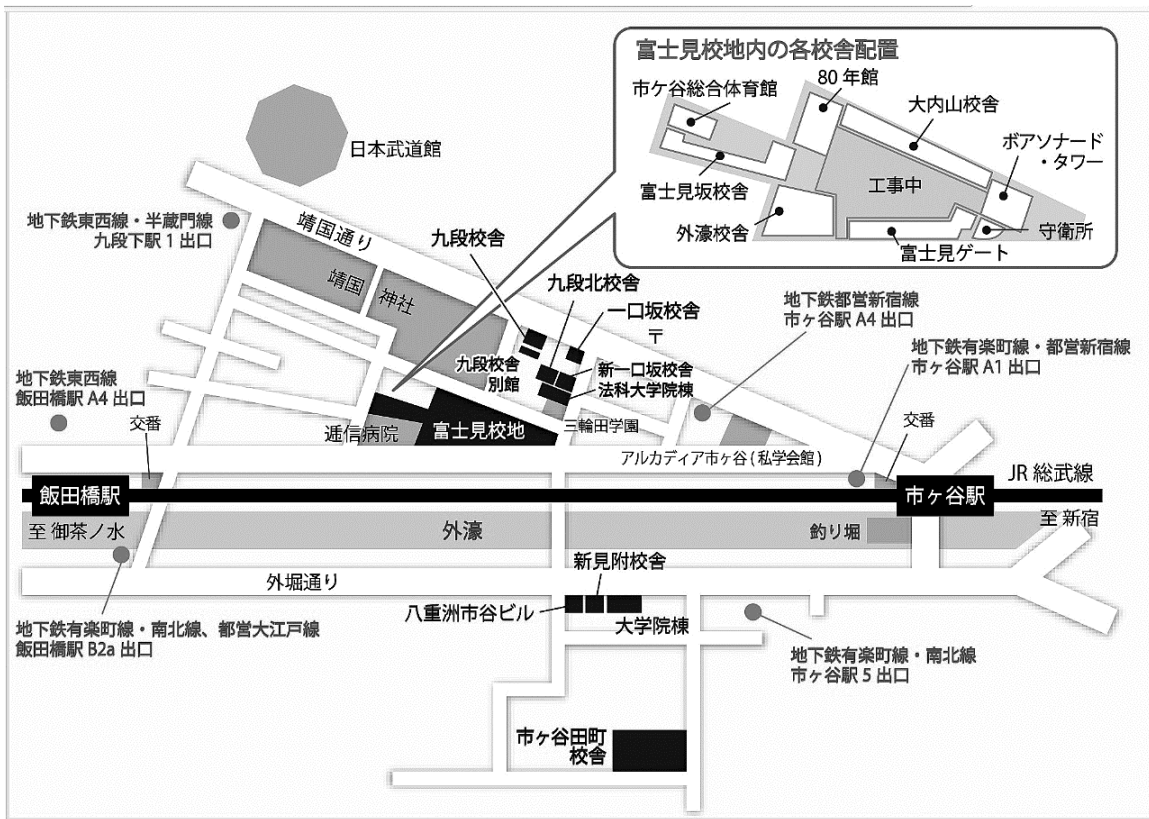 富士見校地内の各校舎配置
市ケ谷総合体育館
80年館
大内山校舎
ボアソナード
・タワー
富士見坂校舎
工事中
外濠校舎
富士見ゲート
守衛所
日本武道館
地下鉄東西線・半蔵門線
九段下駅1出口
靖国通り
靖国
神社
九段校舎
九段北校舎
一口坂校舎
〒
九段校舎
別館
新一口坂校舎
法科大学院棟
地下鉄都営新宿線
市ヶ谷駅A4出口
地下鉄有楽町線・都営新宿線
市ヶ谷駅A1出口
地下鉄東西線
飯田橋駅A4出口
交番
逓信病院
富士見校地
三輪田学園
アルカディア市ヶ谷(私学会館)
交番
飯田橋駅
市ヶ谷駅
JR総武線
至 御茶ノ水
外濠
釣り堀
至 新宿
外堀通り
新見附校舎
八重洲市谷ビル
大学院棟
地下鉄有楽町線・南北線、都営大江戸線
飯田橋駅B2a出口
地下鉄有楽町線・南北線
市ヶ谷駅5出口
市ヶ谷田町
校舎